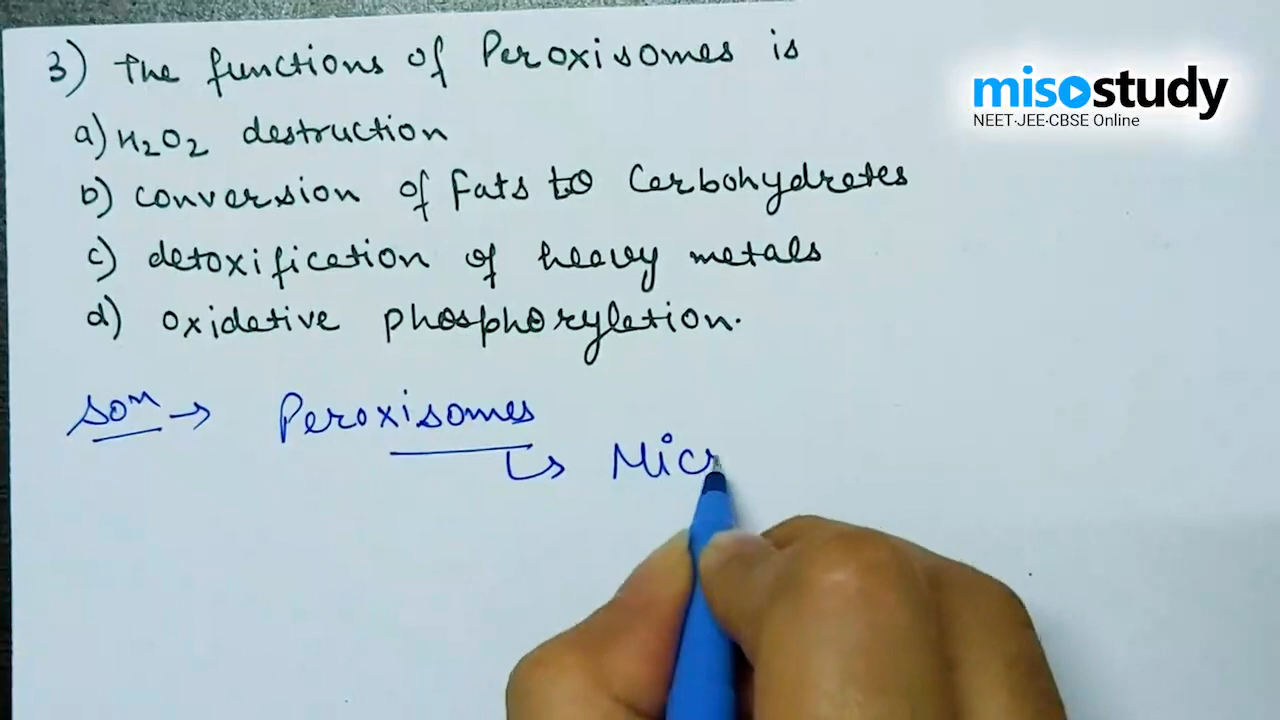 3) The functions of Peroxisomes is
misostudy
NEET-JEE-CBSE Online
a) H₂O₂ destruction
b) conversion of fats to Carbohydrates
c) detoxification of heavy metals
d) oxidative phosphorylation.
Soln → Peroxisomes
↳ Micr